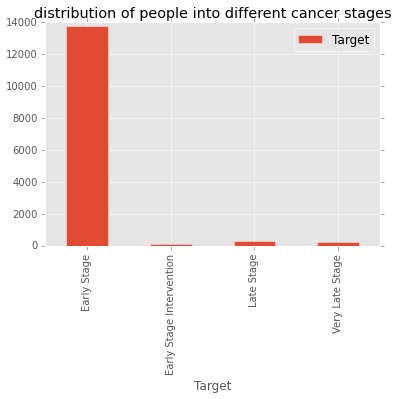 distribution of people into different cancer stages
Target
14000
12000
10000
8000
6000
4000
2000
0
Early Stage
Early Stage Intervention
Late Stage
Very Late Stage
Target